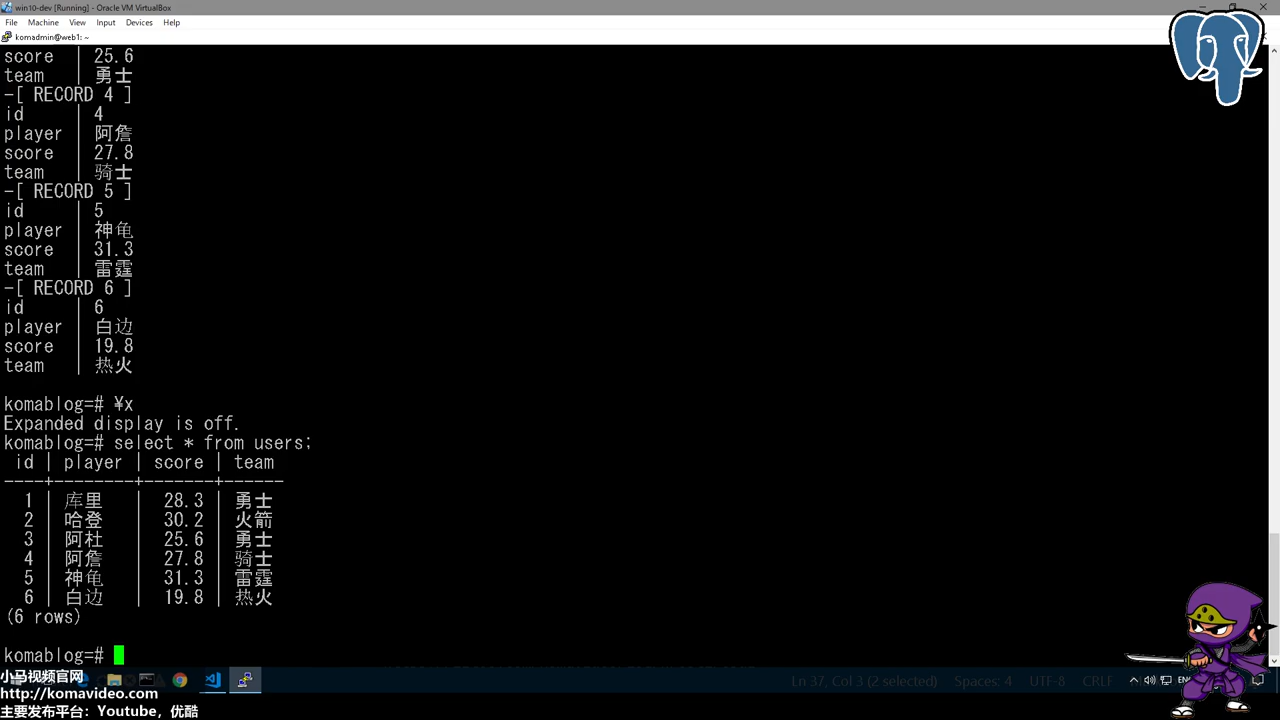 win10-dev [Running] - Oracle VM VirtualBox
File Machine View Input Devices Help
komadmin@web1: ~
score | 25.6
team | 勇士
-[ RECORD 4 ]
id | 4
player | 阿詹
score | 27.8
team | 骑士
-[ RECORD 5 ]
id | 5
player | 神龟
score | 31.3
team | 雷霆
-[ RECORD 6 ]
id | 6
player | 白边
score | 19.8
team | 热火
komablog=# ¥x
Expanded display is off.
komablog=# select * from users;
id | player | score | team
----+--------+-------+------
1 | 库里 | 28.3 | 勇士
2 | 哈登 | 30.2 | 火箭
3 | 阿杜 | 25.6 | 勇士
4 | 阿詹 | 27.8 | 骑士
5 | 神龟 | 31.3 | 雷霆
6 | 白边 | 19.8 | 热火
(6 rows)
komablog=#
小马视频官网
http://komavideo.com
主要发布平台：Youtube，优酷
Ln 37, Col 3 (2 selected) Spaces: 4 UTF-8 CRLF
ENG